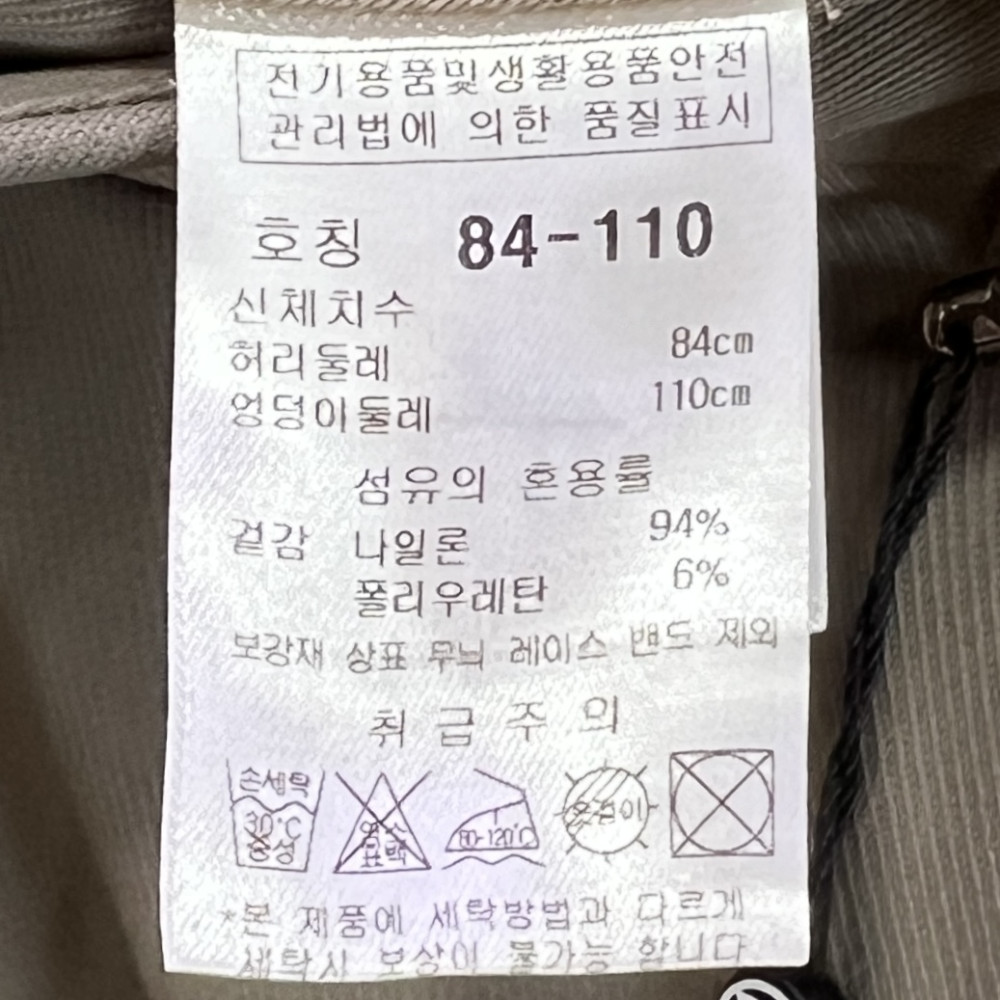 전기용품및생활용품안전
관리법에 의한 품질표시
호칭 84-110
신체치수
허리둘레 84cm
엉덩이둘레 110cm
섬유의 혼용률
겉감 나일론 94%
폴리우레탄 6%
보강재 상표 무늬 레이스 밴드 제외
취급주의
손세탁
30°C
중성
염소
표백
80-120°C
옷걸이
*본 제품에 세탁방법과 다르게
세탁시 보상이 불가능 합니다